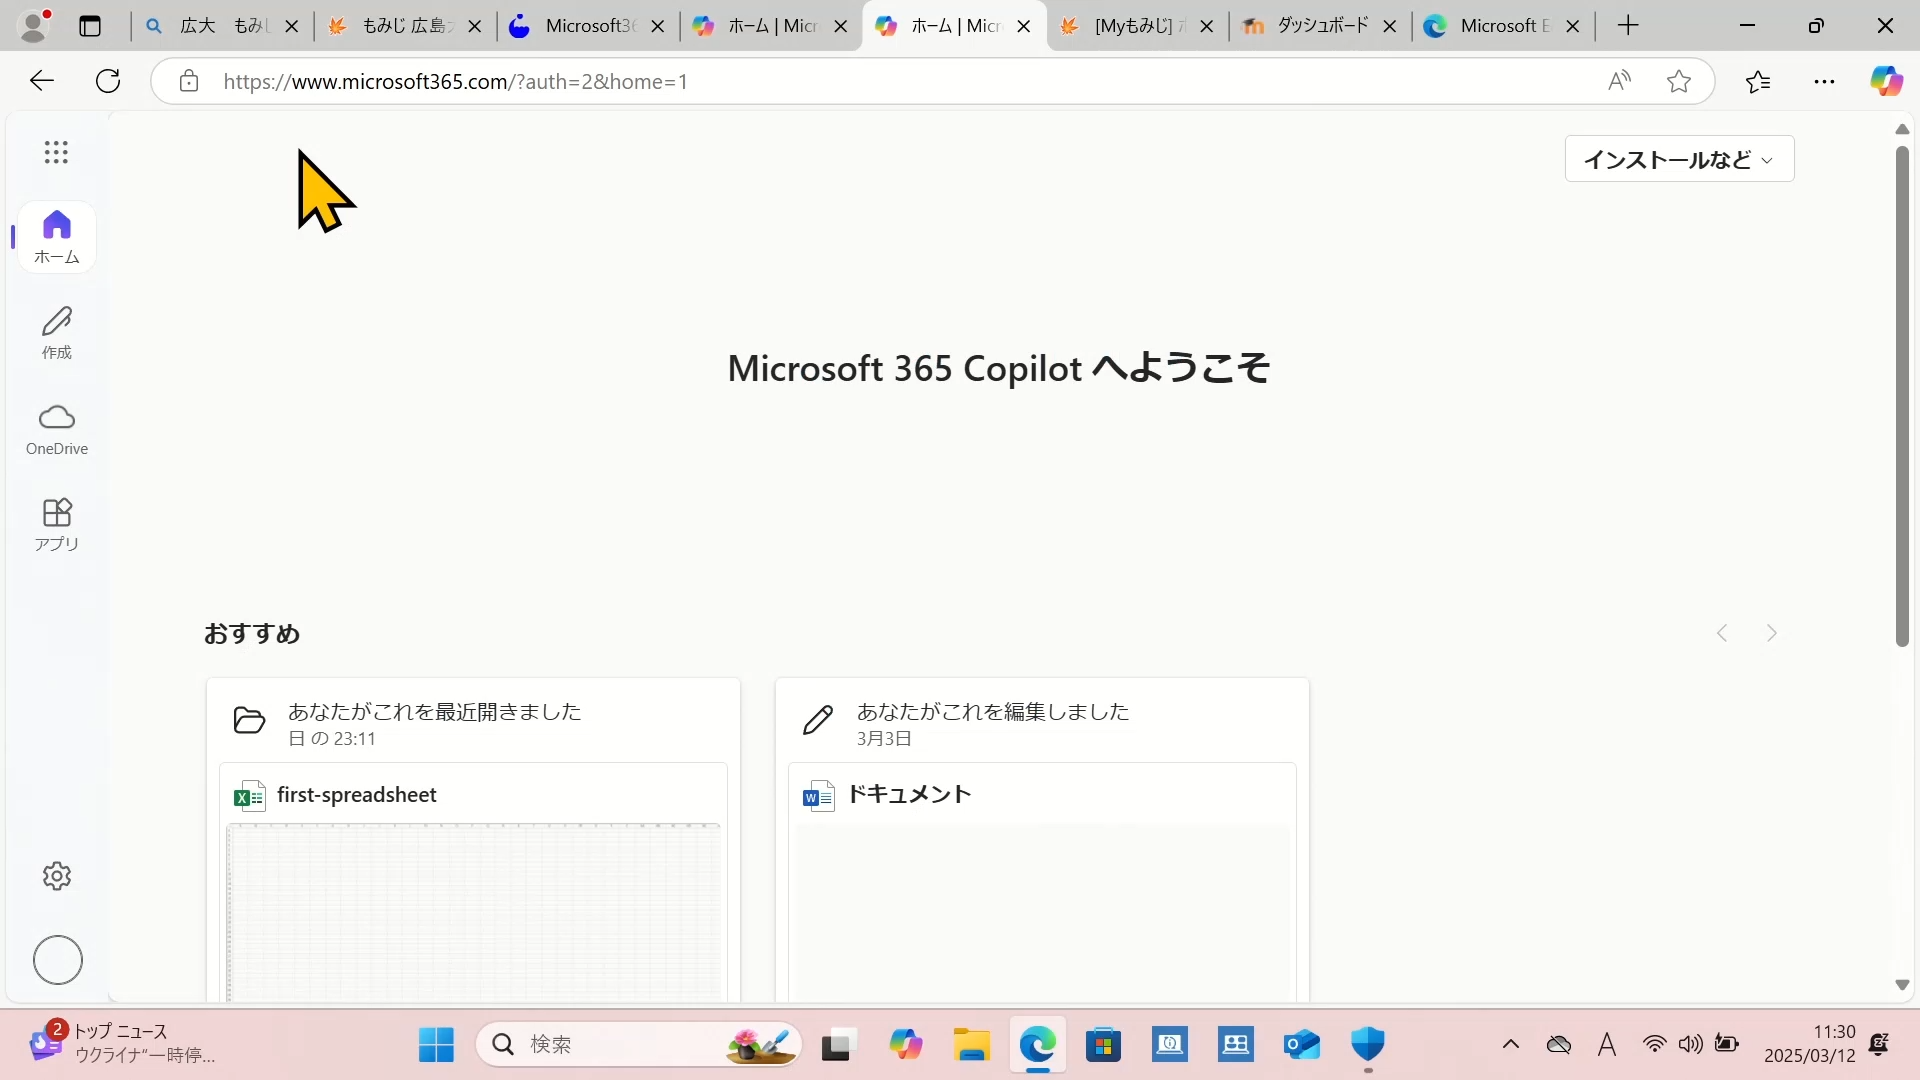 広大 もみじ
もみじ 広島大
Microsoft36
ホーム | Micr
ホーム | Micr
[Myもみじ] ポ
ダッシュボード
Microsoft E
https://www.microsoft365.com/?auth=2&home=1
インストールなど
ホーム
作成
OneDrive
アプリ
Microsoft 365 Copilot へようこそ
おすすめ
あなたがこれを最近開きました
日 の 23:11
first-spreadsheet
あなたがこれを編集しました
3月3日
ドキュメント
2
トップ ニュース
ウクライナ“一時停...
検索
A
11:30
2025/03/12